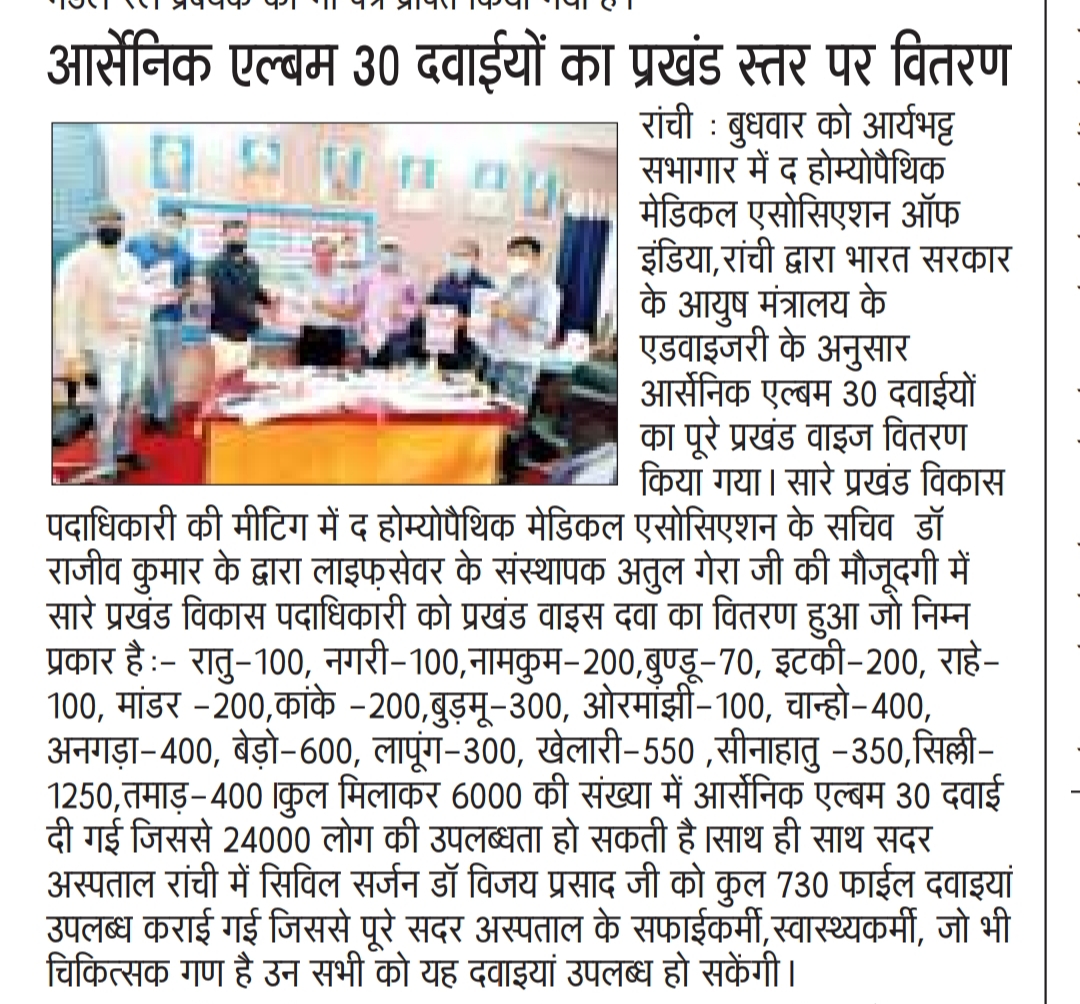 आर्सेनिक एल्बम 30 दवाईयों का प्रखंड स्तर पर वितरण
रांची : बुधवार को आर्यभट्ट
सभागार में द होम्योपैथिक
मेडिकल एसोसिएशन ऑफ
इंडिया,रांची द्वारा भारत सरकार
के आयुष मंत्रालय के
एडवाइजरी के अनुसार
आर्सेनिक एल्बम 30 दवाईयों
का पूरे प्रखंड वाइज वितरण
किया गया। सारे प्रखंड विकास
पदाधिकारी की मीटिग में द होम्योपैथिक मेडिकल एसोसिएशन के सचिव डॉ
राजीव कुमार के द्वारा लाइफ़सेवर के संस्थापक अतुल गेरा जी की मौजूदगी में
सारे प्रखंड विकास पदाधिकारी को प्रखंड वाइस दवा का वितरण हुआ जो निम्न
प्रकार है :- रातु-100, नगरी-100,नामकुम-200,बुण्डू-70, इटकी-200, राहे-
100, मांडर -200,कांके -200,बुड़मू-300, ओरमांझी-100, चान्हो-400,
अनगड़ा-400, बेड़ो-600, लापूंग-300, खेलारी-550 ,सीनाहातु -350,सिल्ली-
1250,तमाड़-400 ।कुल मिलाकर 6000 की संख्या में आर्सेनिक एल्बम 30 दवाई
दी गई जिससे 24000 लोग की उपलब्धता हो सकती है ।साथ ही साथ सदर
अस्पताल रांची में सिविल सर्जन डॉ विजय प्रसाद जी को कुल 730 फाईल दवाइयां
उपलब्ध कराई गई जिससे पूरे सदर अस्पताल के सफाईकर्मी,स्वास्थ्यकर्मी, जो भी
चिकित्सक गण है उन सभी को यह दवाइयां उपलब्ध हो सकेंगी।